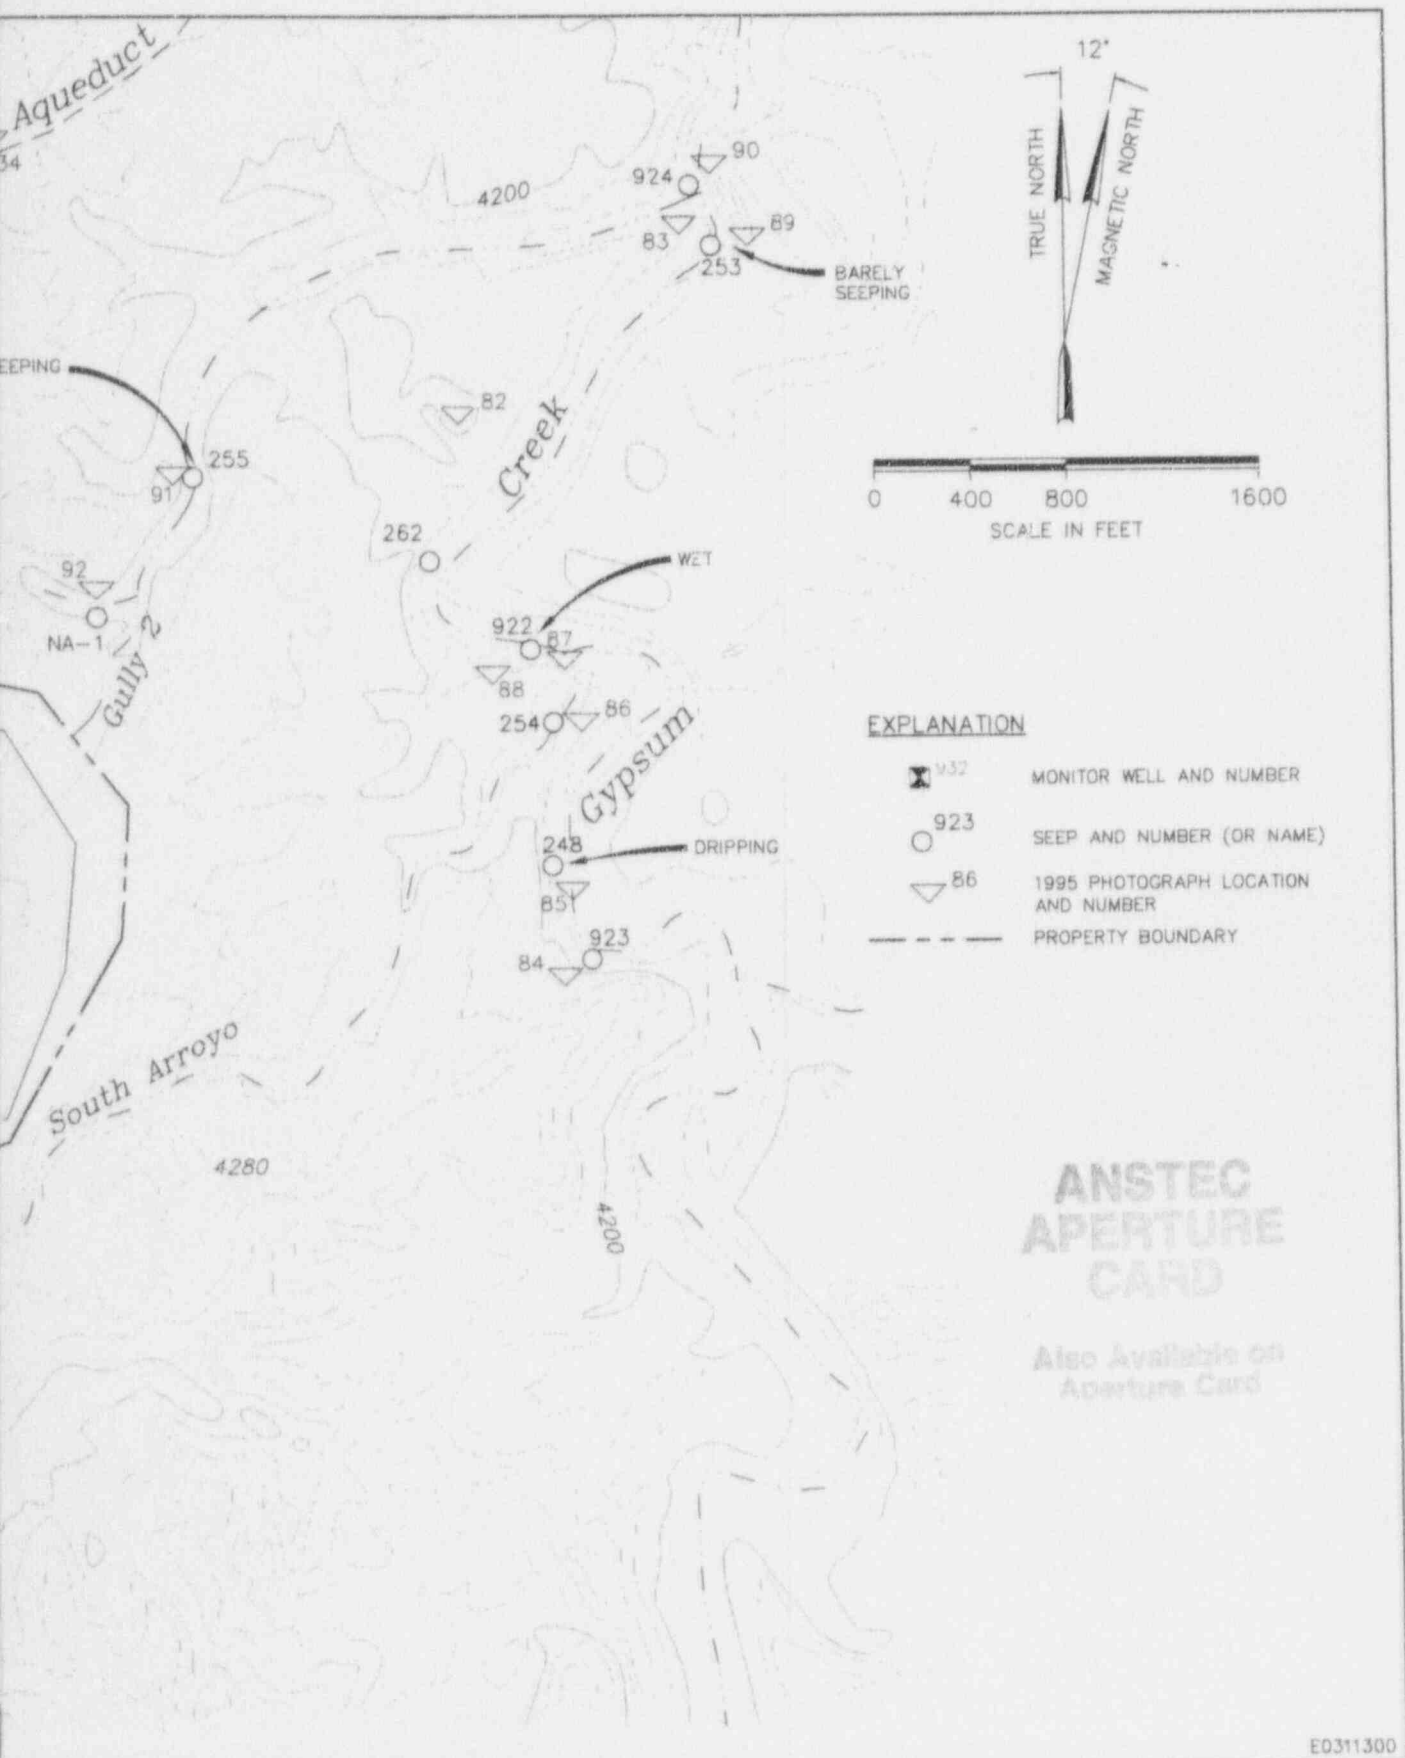 Aqueduct
34
12°
TRUE NORTH
MAGNETIC NORTH
90
924
4200
83
89
253
BARELY
SEEPING
EEPING
82
Creek
255
91
0 400 800 1600
SCALE IN FEET
262
92
WET
NA-1
Gully 2
922
87
88
254
86
Gypsum
EXPLANATION
932 MONITOR WELL AND NUMBER
923 SEEP AND NUMBER (OR NAME)
86 1995 PHOTOGRAPH LOCATION
AND NUMBER
PROPERTY BOUNDARY
248
DRIPPING
85
923
84
South Arroyo
4280
4200
ANSTEC
APERTURE
CARD
Also Available on
Aperture Card
E0311300